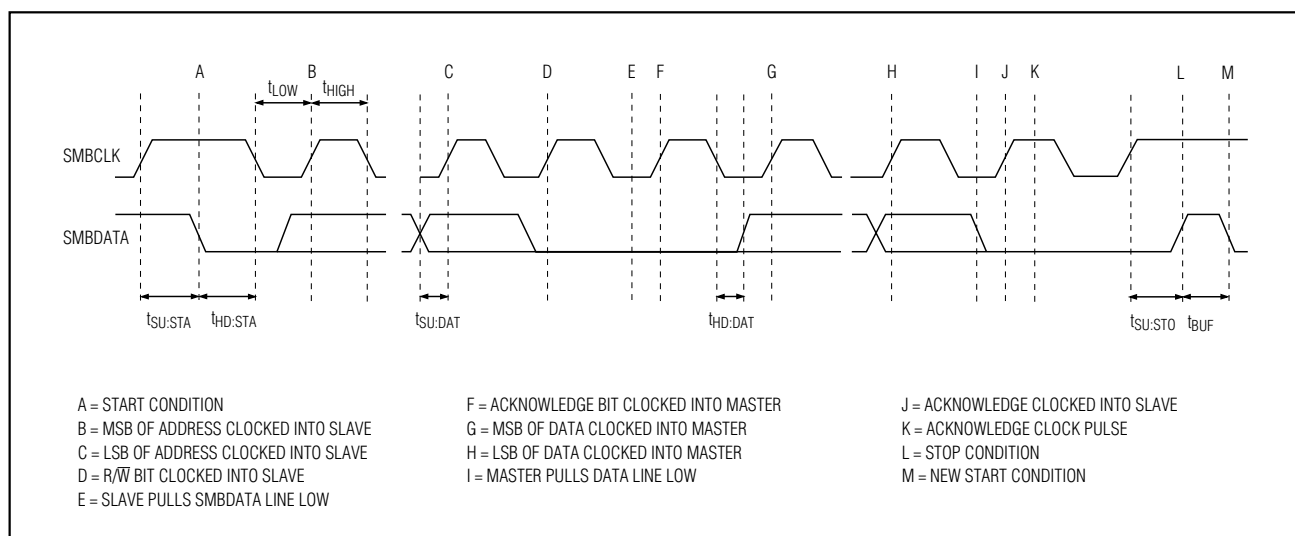 A
B
C
D
E
F
G
H
I
J
K
L
M
tLOW
tHIGH
SMBCLK
SMBDATA
tSU:STA
tHD:STA
tSU:DAT
tHD:DAT
tSU:STO
tBUF
A = START CONDITION
B = MSB OF ADDRESS CLOCKED INTO SLAVE
C = LSB OF ADDRESS CLOCKED INTO SLAVE
D = R/W̅ BIT CLOCKED INTO SLAVE
E = SLAVE PULLS SMBDATA LINE LOW
F = ACKNOWLEDGE BIT CLOCKED INTO MASTER
G = MSB OF DATA CLOCKED INTO MASTER
H = LSB OF DATA CLOCKED INTO MASTER
I = MASTER PULLS DATA LINE LOW
J = ACKNOWLEDGE CLOCKED INTO SLAVE
K = ACKNOWLEDGE CLOCK PULSE
L = STOP CONDITION
M = NEW START CONDITION